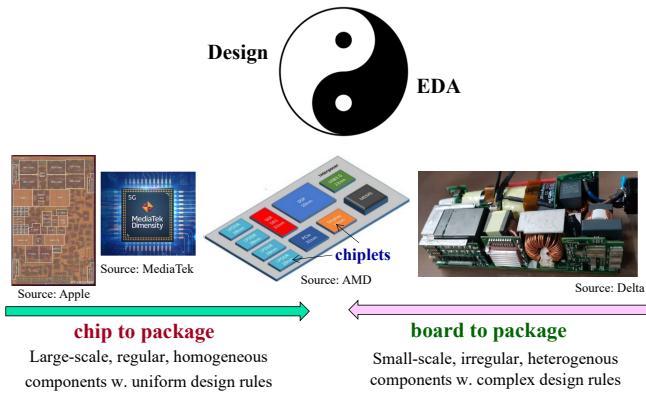 Design
EDA
5G
MediaTek
Dimensity
Interposer
chiplets
Source: Apple
Source: MediaTek
Source: AMD
Source: Delta
chip to package
Large-scale, regular, homogeneous
components w. uniform design rules
board to package
Small-scale, irregular, heterogenous
components w. complex design rules